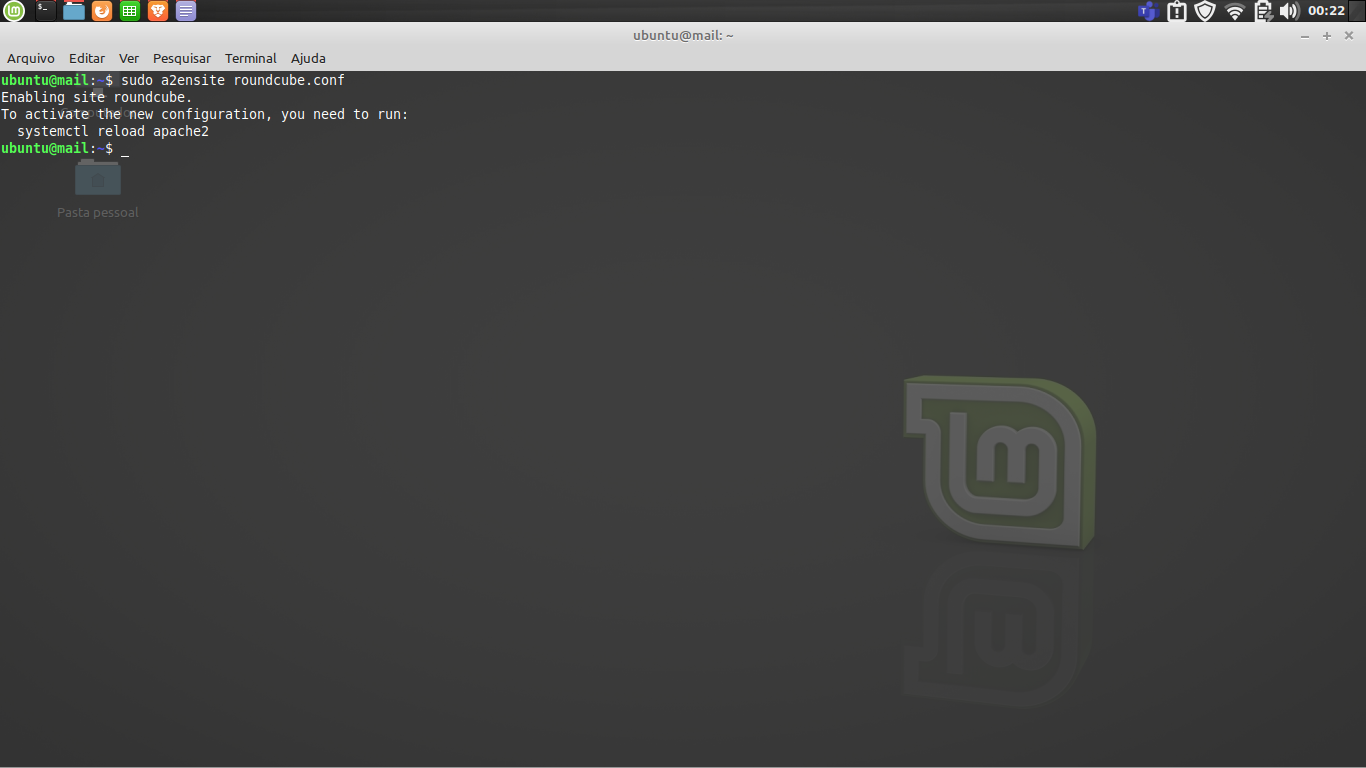 00:22
ubuntu@mail: ~
Arquivo Editar Ver Pesquisar Terminal Ajuda
ubuntu@mail:~$ sudo a2ensite roundcube.conf
Enabling site roundcube.
To activate the new configuration, you need to run:
  systemctl reload apache2
ubuntu@mail:~$ _
Pasta pessoal